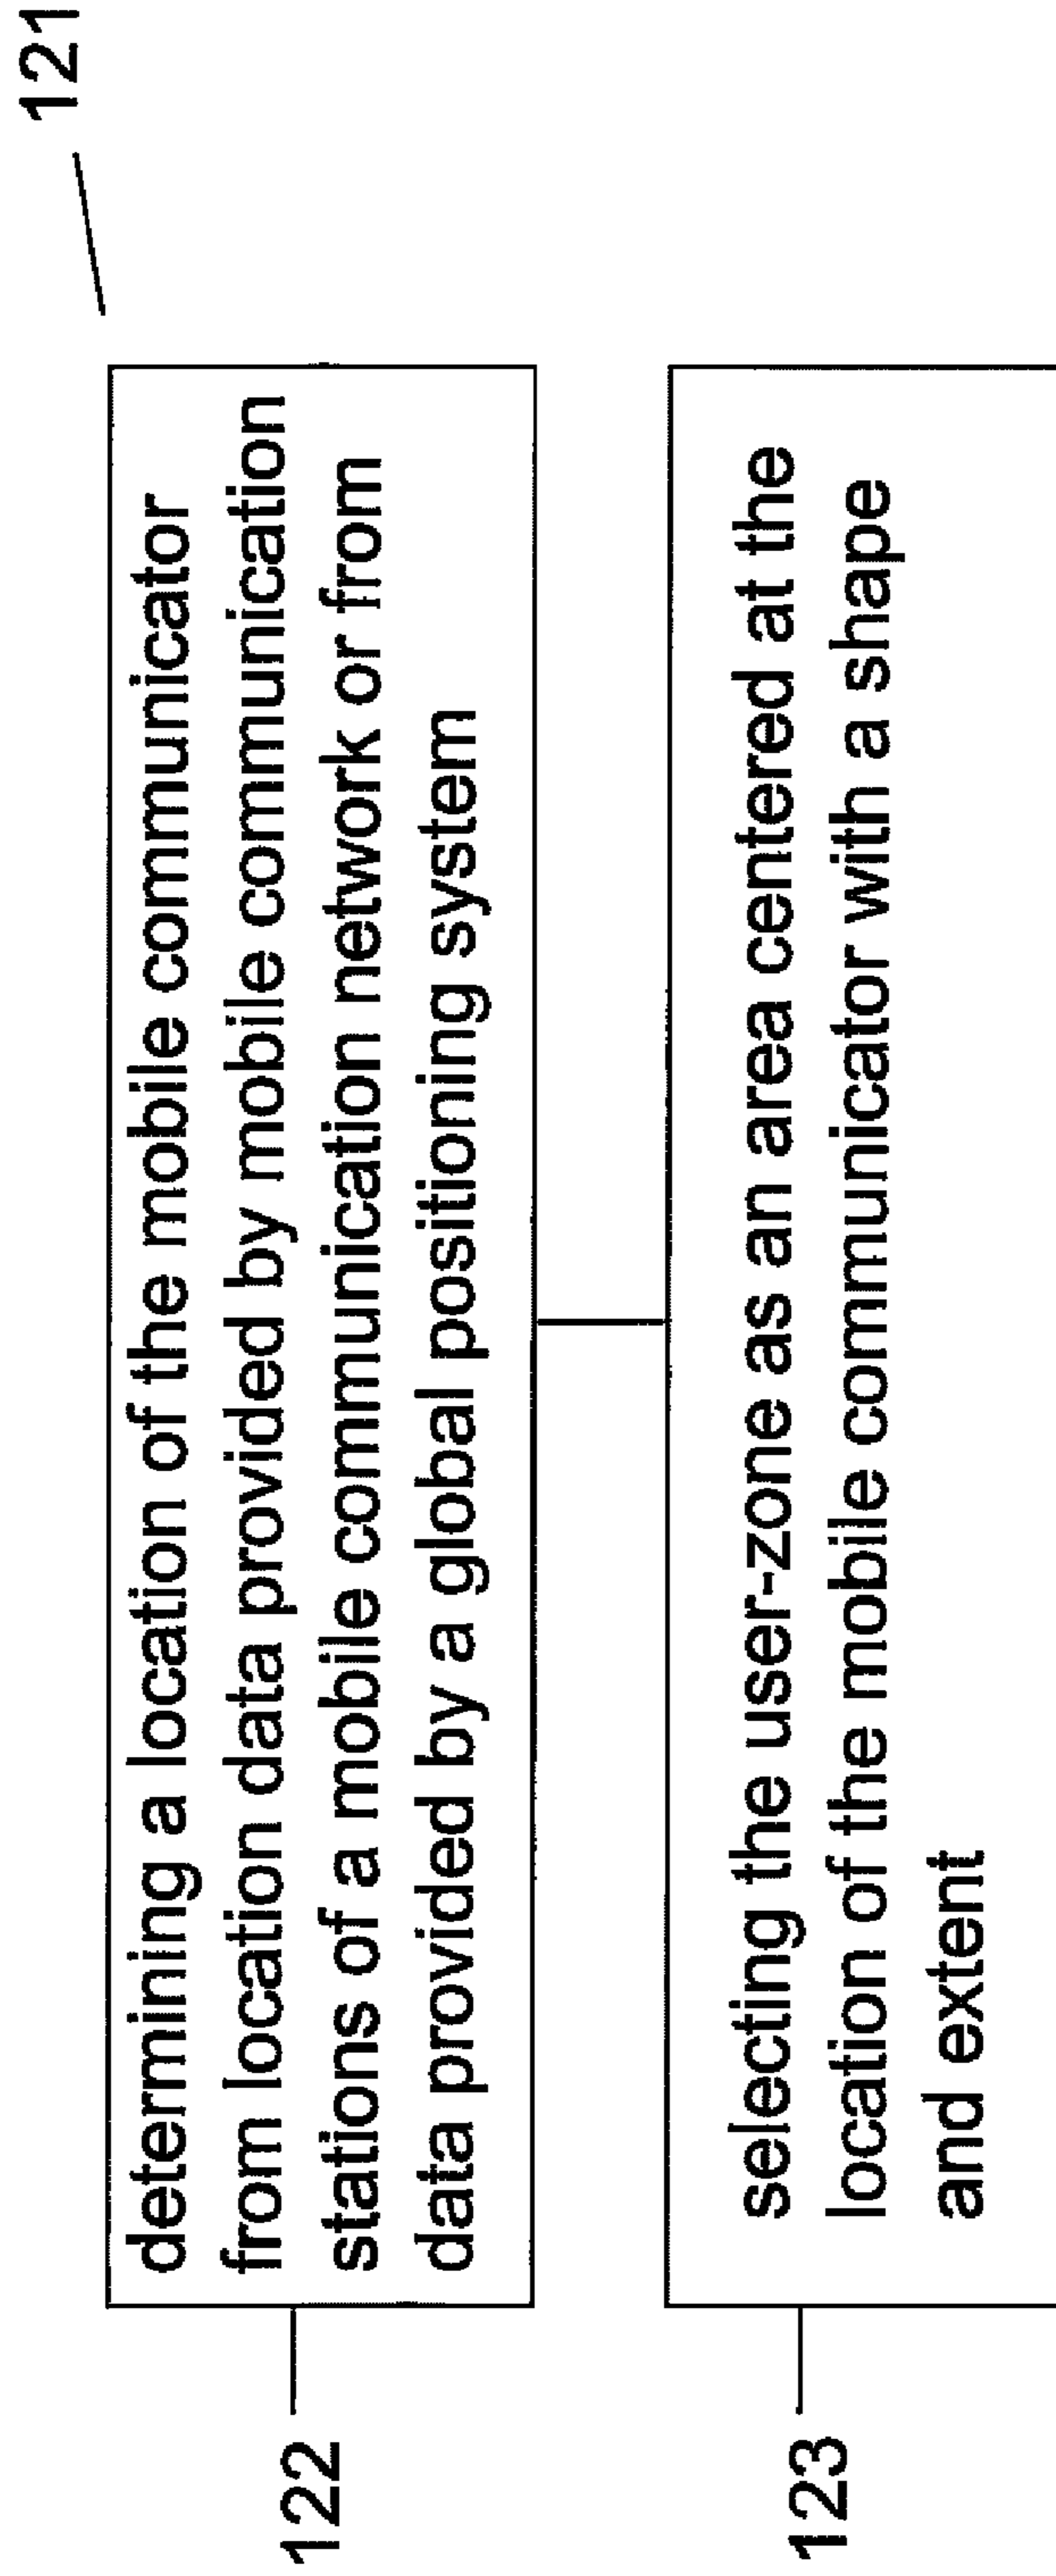 121
122
determining a location of the mobile communicator
from location data provided by mobile communication
stations of a mobile communication network or from
data provided by a global positioning system
123
selecting the user-zone as an area centered at the
location of the mobile communicator with a shape
and extent